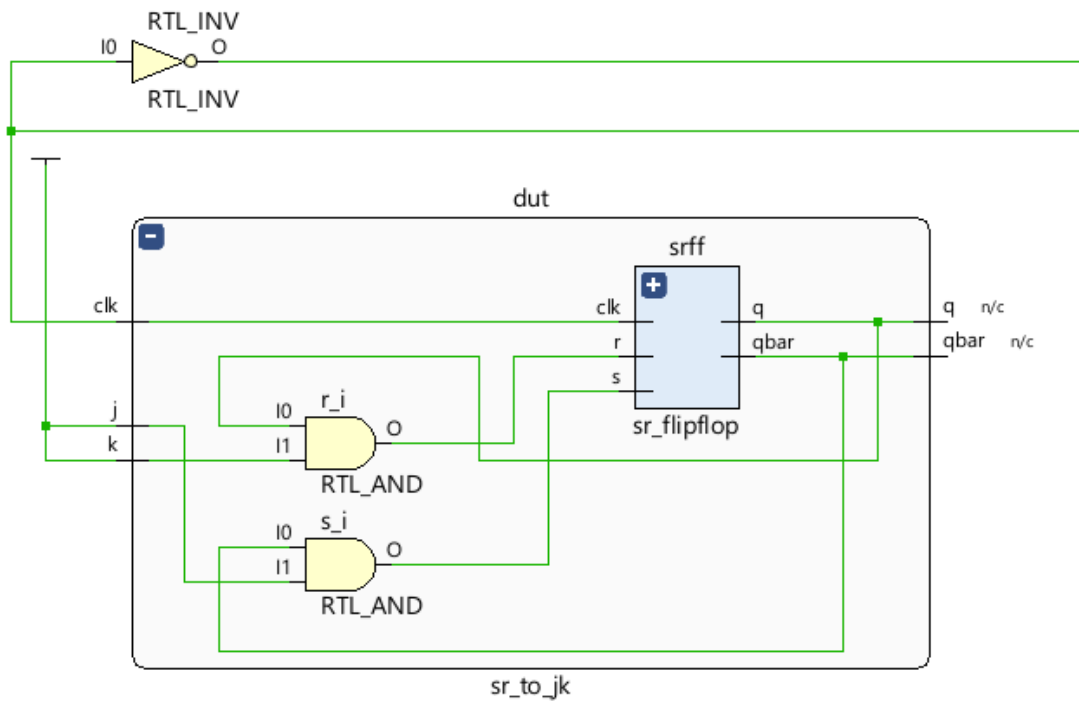 RTL_INV
I0
O
RTL_INV
dut
−
srff
+
clk
clk
q
q
n/c
r
qbar
qbar
n/c
s
sr_flipflop
j
k
r_i
I0
O
I1
RTL_AND
s_i
I0
O
I1
RTL_AND
sr_to_jk